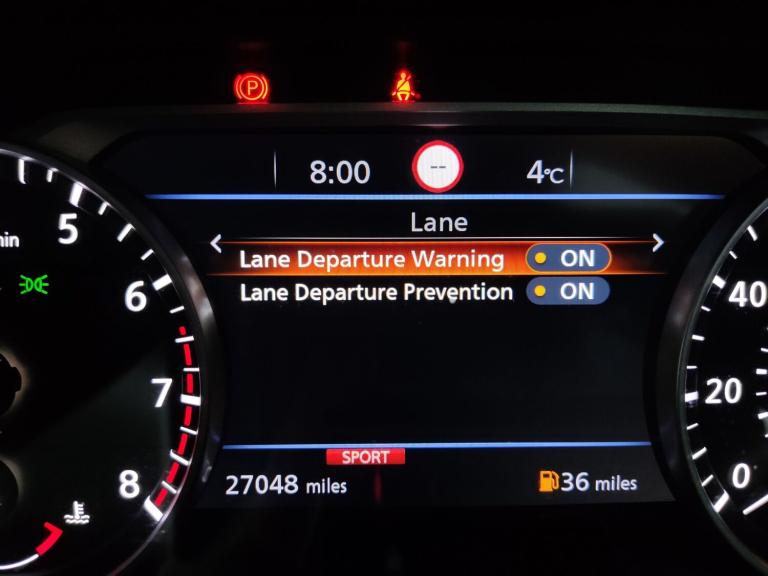 P
8:00 -- 4°C
Lane
5
min
Lane Departure Warning ON
6
Lane Departure Prevention ON
40
7
20
SPORT
8
27048 miles
36 miles
0